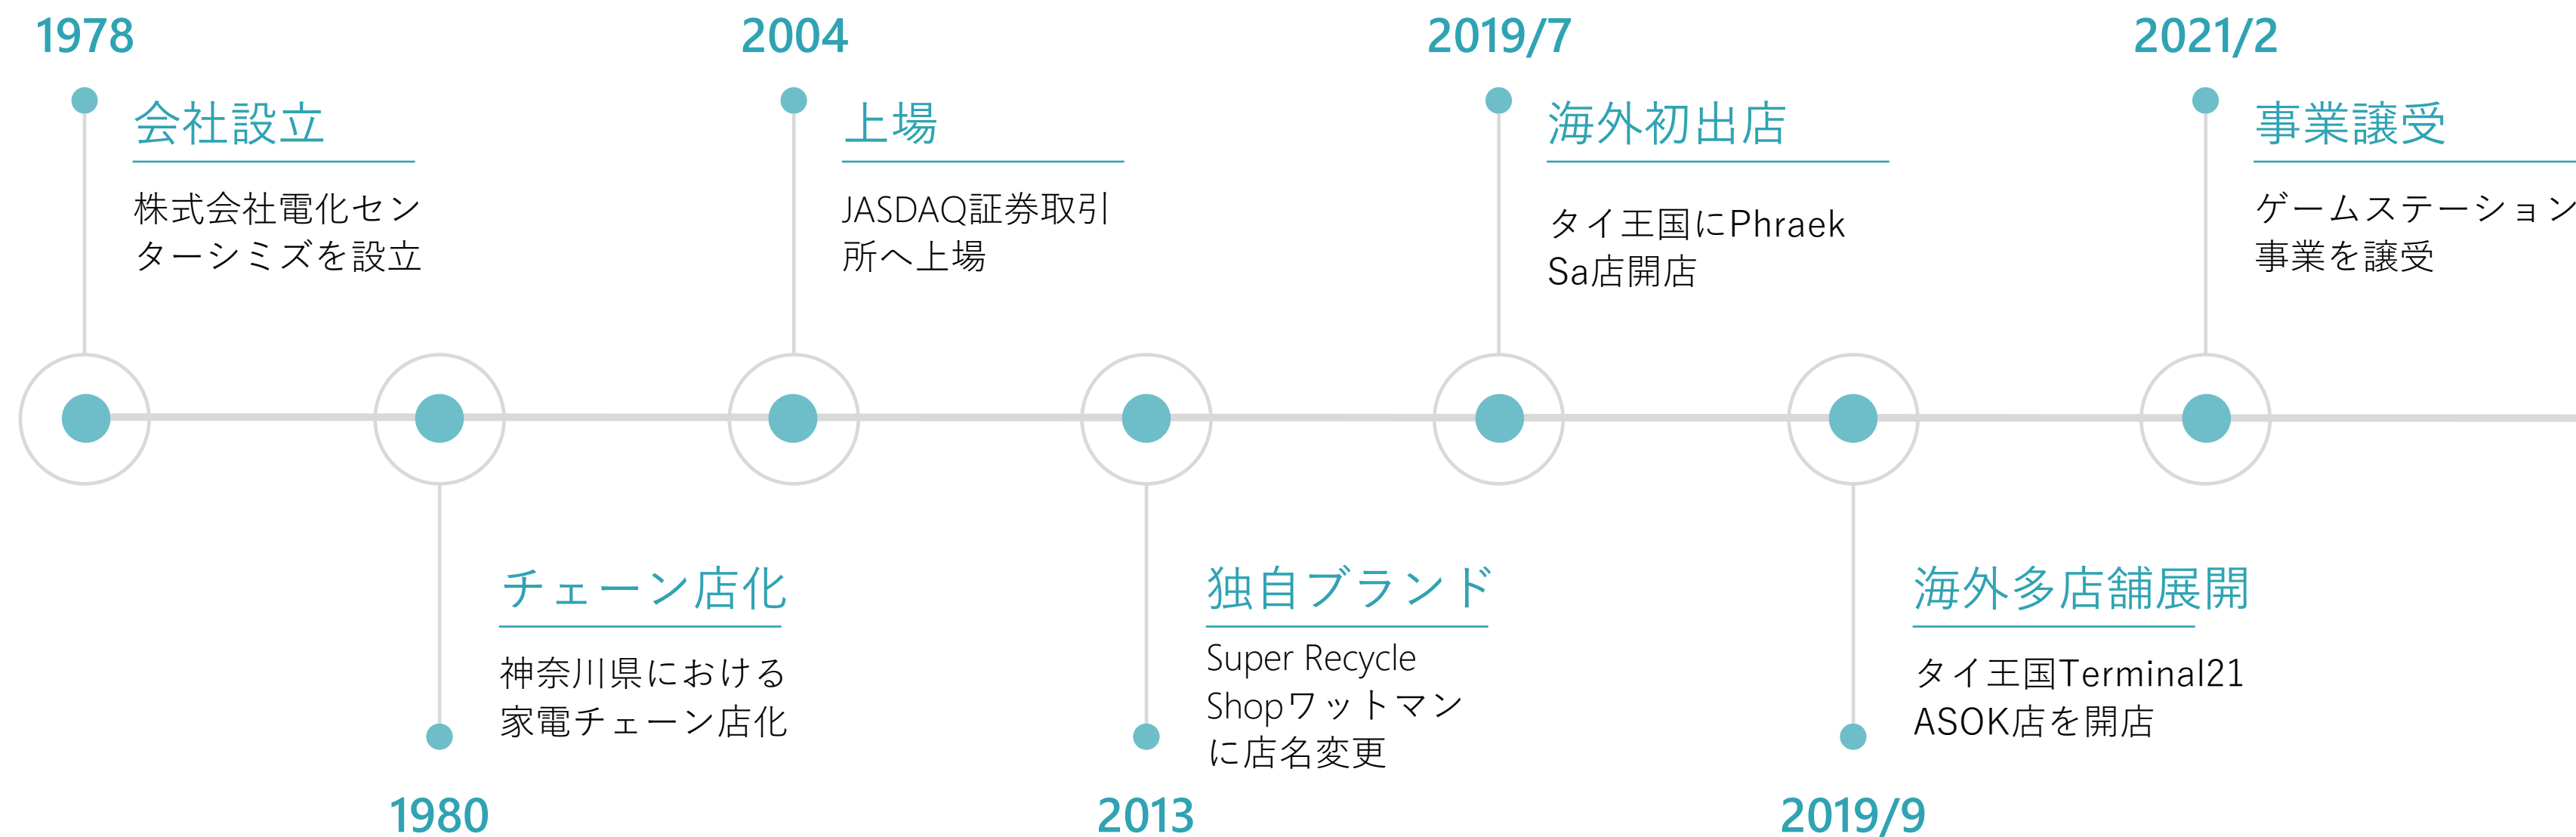 1978
会社設立
株式会社電化セン
ターシミズを設立
1980
チェーン店化
神奈川県における
家電チェーン店化
2004
上場
JASDAQ証券取引
所へ上場
2013
独自ブランド
Super Recycle
Shopワットマン
に店名変更
2019/7
海外初出店
タイ王国にPhraek
Sa店開店
2019/9
海外多店舗展開
タイ王国Terminal21
ASOK店を開店
2021/2
事業譲受
ゲームステーション
事業を譲受